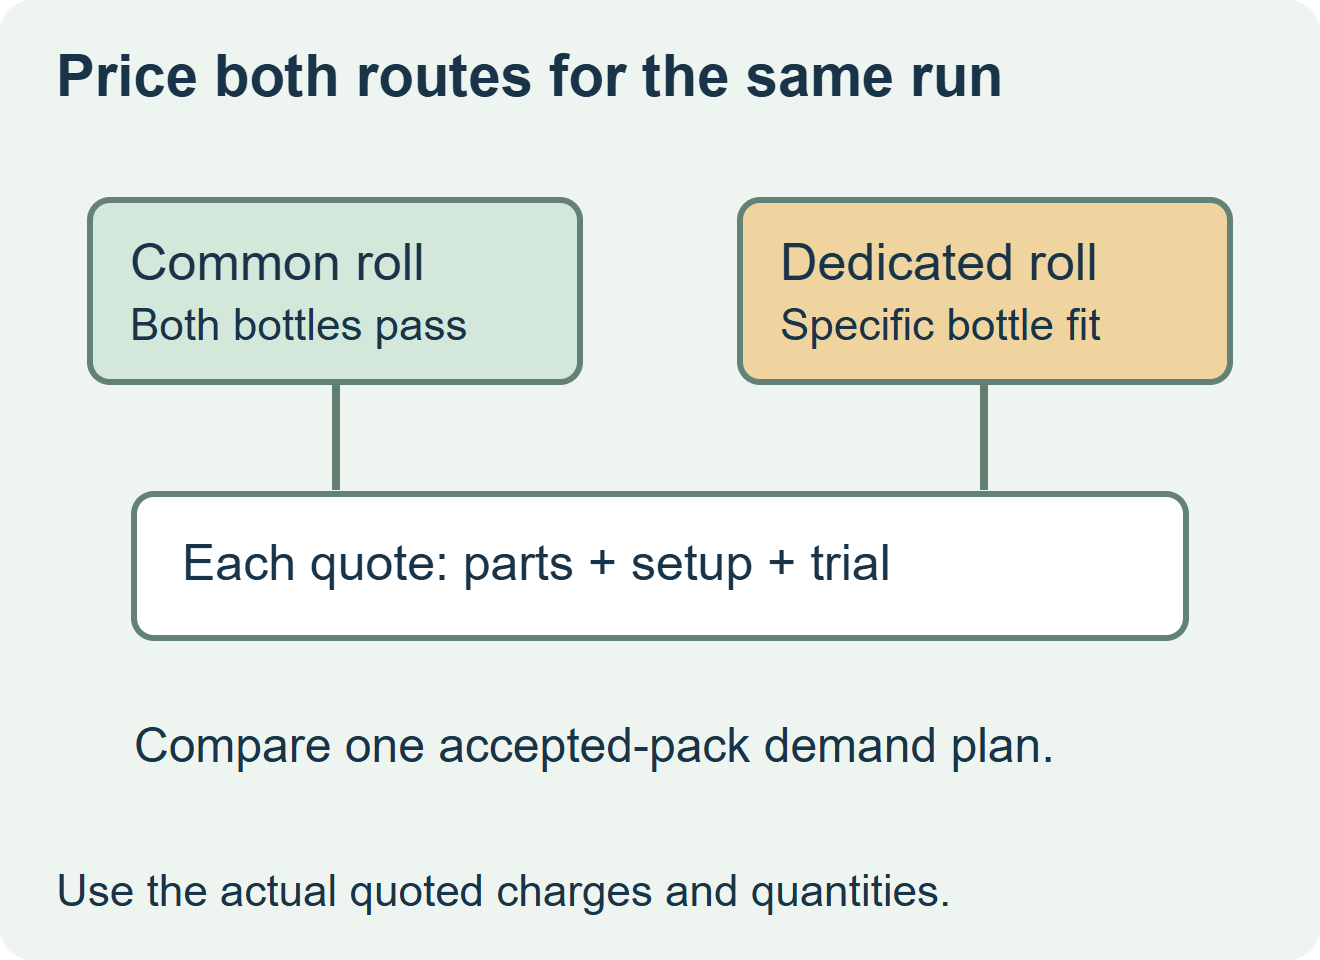 Price both routes for the same run
Common roll
Both bottles pass
Dedicated roll
Specific bottle fit
Each quote: parts + setup + trial
Compare one accepted-pack demand plan.
Use the actual quoted charges and quantities.